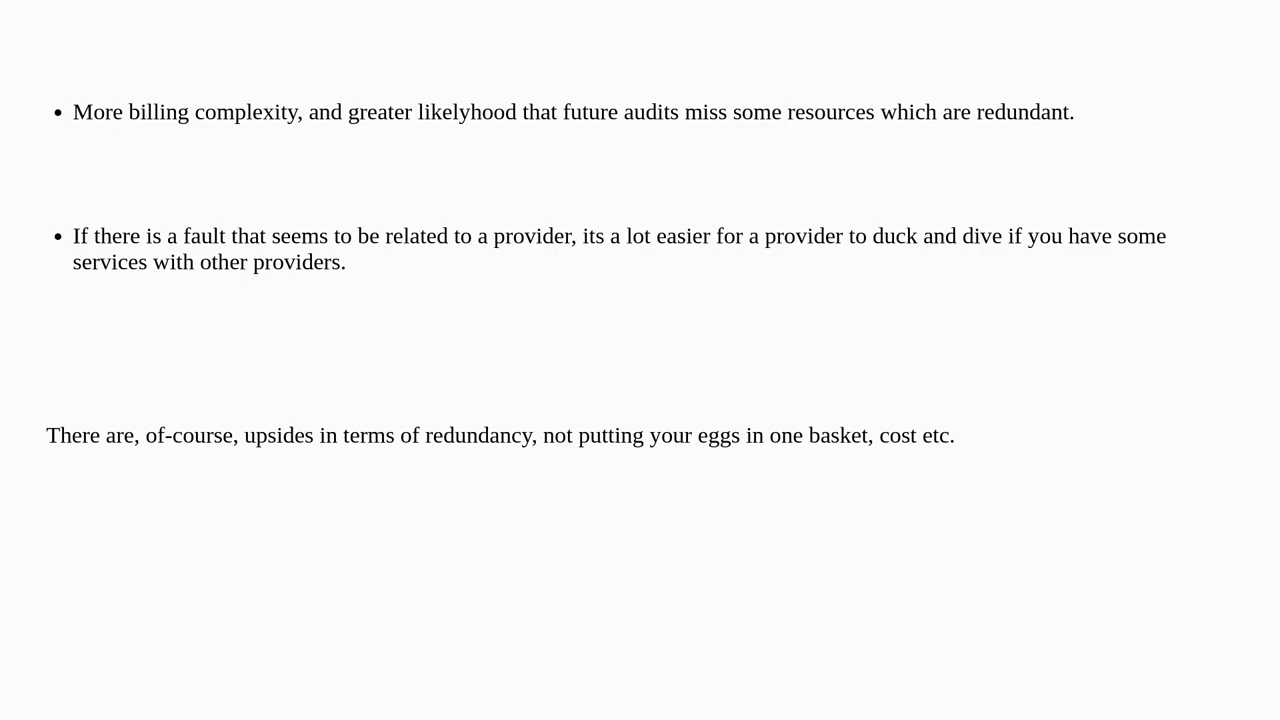 • More billing complexity, and greater likelyhood that future audits miss some resources which are redundant.
• If there is a fault that seems to be related to a provider, its a lot easier for a provider to duck and dive if you have some
services with other providers.
There are, of-course, upsides in terms of redundancy, not putting your eggs in one basket, cost etc.